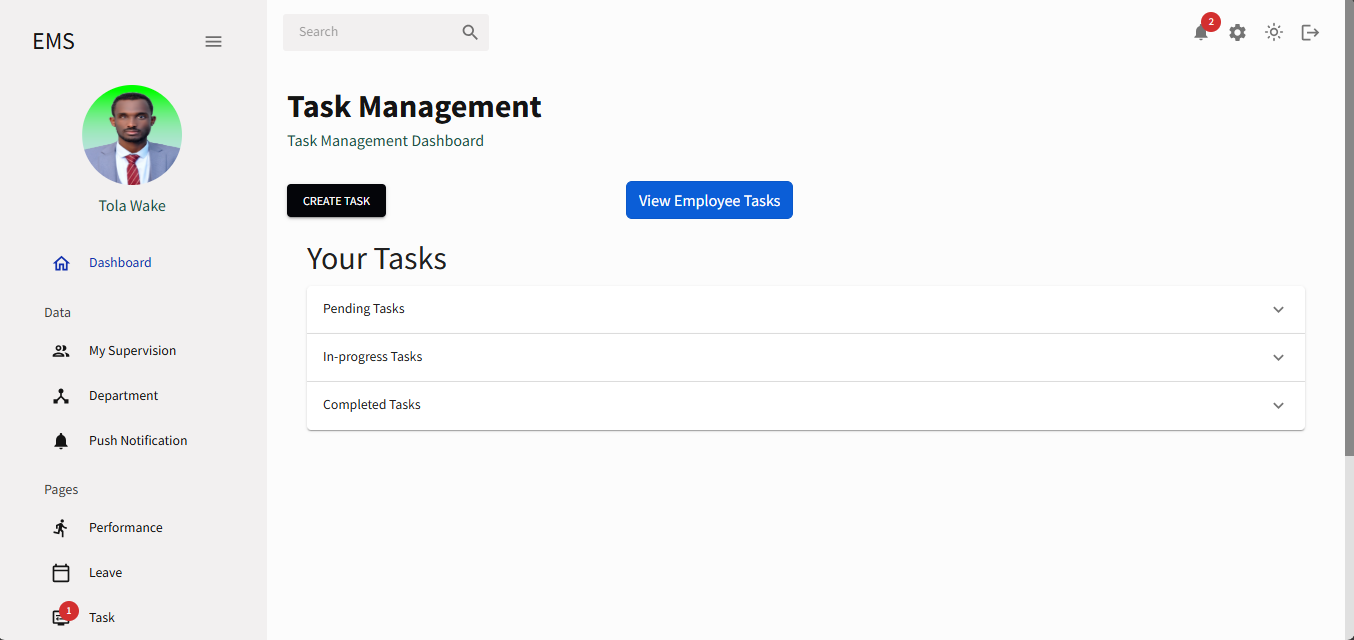 EMS
Tola Wake
Dashboard
Data
My Supervision
Department
Push Notification
Pages
Performance
Leave
1
Task
Search
2
Task Management
Task Management Dashboard
CREATE TASK
View Employee Tasks
Your Tasks
Pending Tasks
In-progress Tasks
Completed Tasks